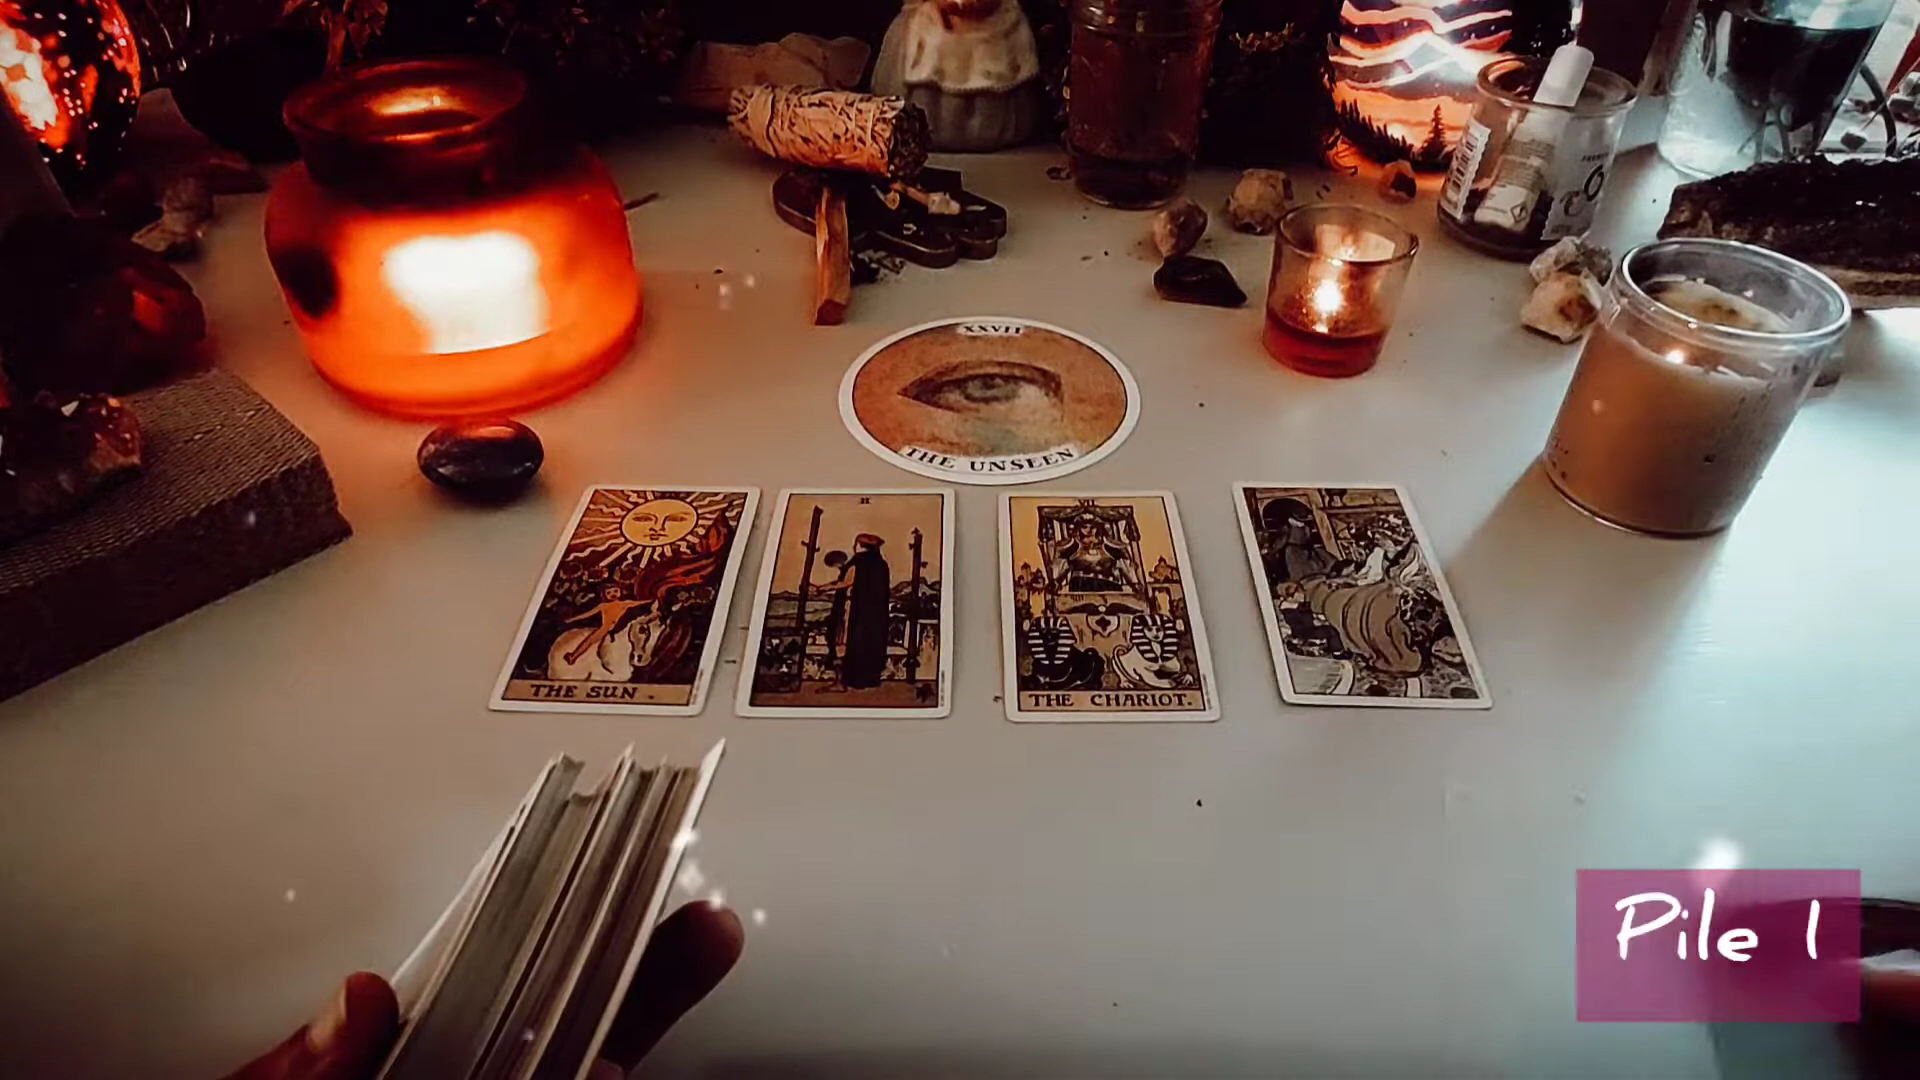 XXVII
THE UNSEEN
THE SUN.
II
VII
THE CHARIOT.
Pile 1